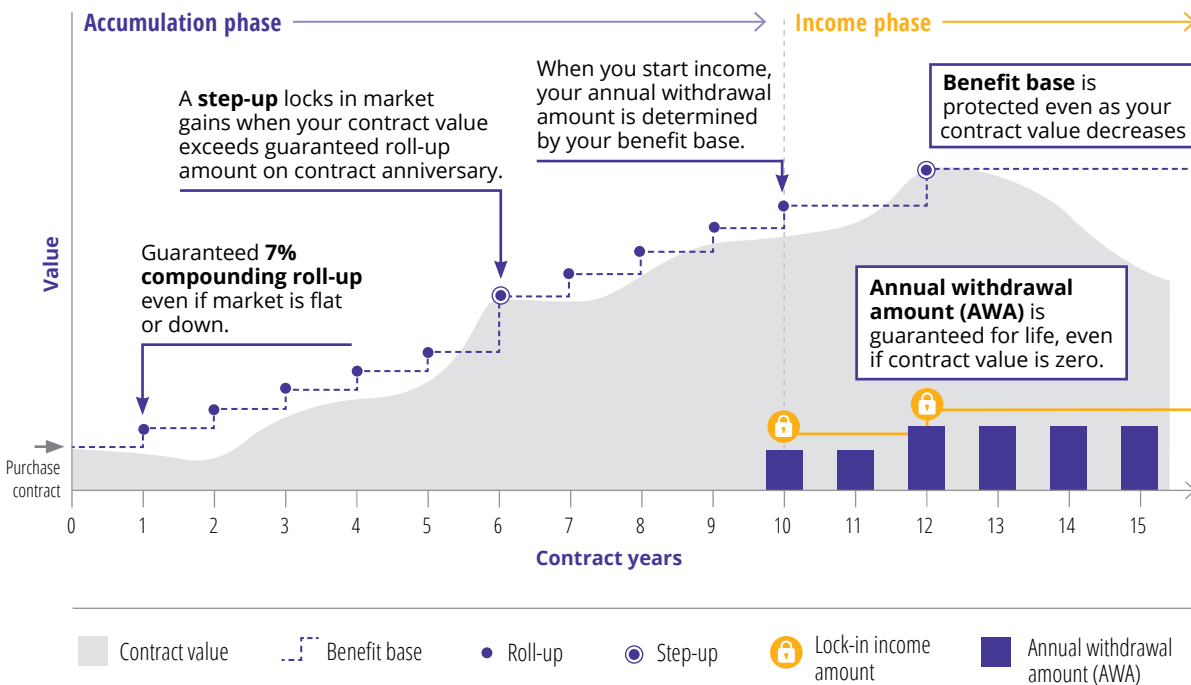 Accumulation phase
Income phase
A step-up locks in market
gains when your contract value
exceeds guaranteed roll-up
amount on contract anniversary.
When you start income,
your annual withdrawal
amount is determined
by your benefit base.
Benefit base is
protected even as your
contract value decreases
Guaranteed 7%
compounding roll-up
even if market is flat
or down.
Annual withdrawal
amount (AWA) is
guaranteed for life, even
if contract value is zero.
Value
Purchase
contract
0 1 2 3 4 5 6 7 8 9 10 11 12 13 14 15
Contract years
Contract value
Benefit base
Roll-up
Step-up
Lock-in income
amount
Annual withdrawal
amount (AWA)